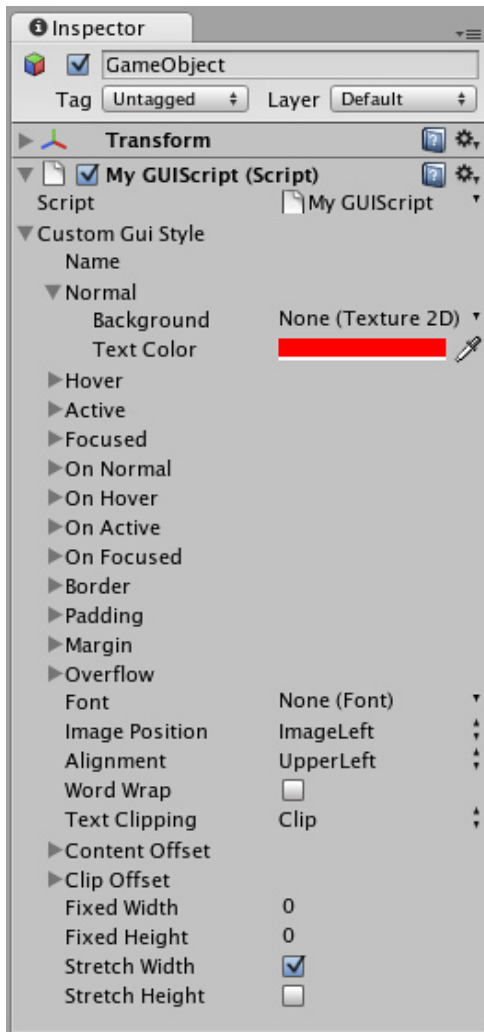 Inspector
GameObject
Tag Untagged Layer Default
Transform
My GUIScript (Script)
Script My GUIScript
Custom Gui Style
Name
Normal
Background None (Texture 2D)
Text Color
Hover
Active
Focused
On Normal
On Hover
On Active
On Focused
Border
Padding
Margin
Overflow
Font None (Font)
Image Position ImageLeft
Alignment UpperLeft
Word Wrap
Text Clipping Clip
Content Offset
Clip Offset
Fixed Width 0
Fixed Height 0
Stretch Width
Stretch Height